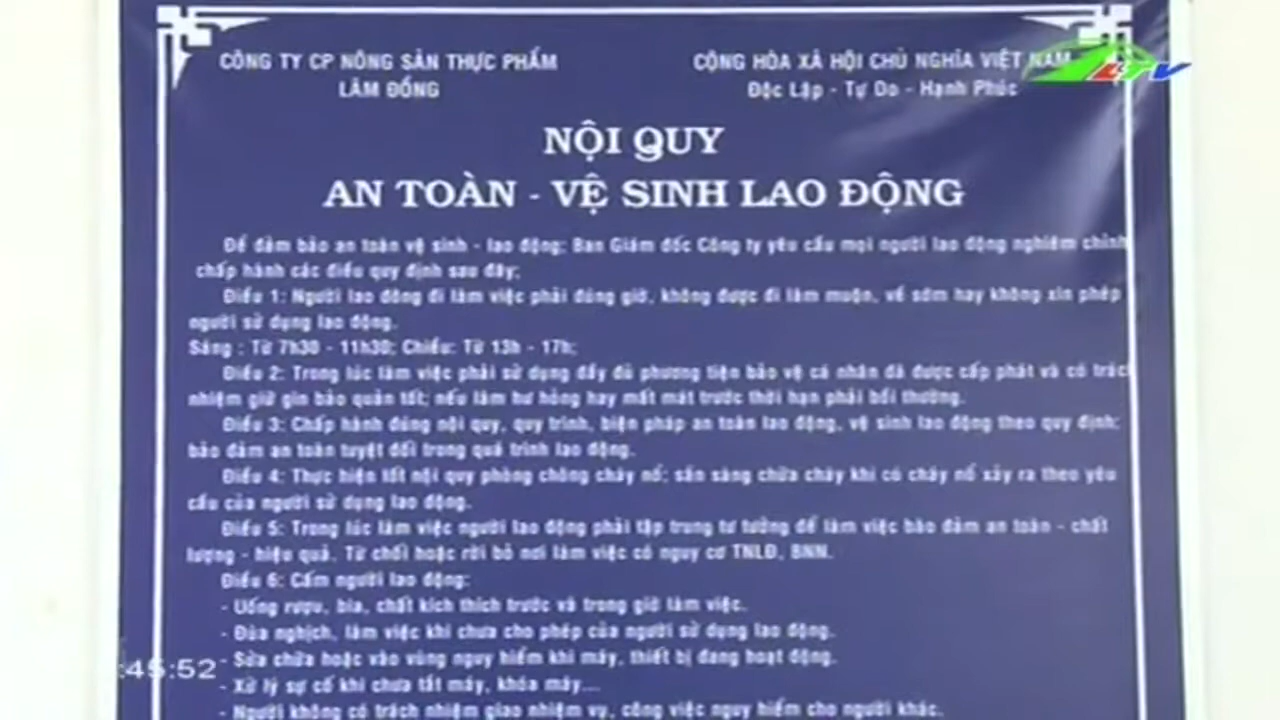 CÔNG TY CP NÔNG SẢN THỰC PHẨM
LÂM ĐỒNG
CỘNG HÒA XÃ HỘI CHỦ NGHĨA VIỆT NAM
Độc Lập - Tự Do - Hạnh Phúc
LTV
NỘI QUY
AN TOÀN - VỆ SINH LAO ĐỘNG
Để đảm bảo an toàn vệ sinh - lao động; Ban Giám đốc Công ty yêu cầu mọi người lao động nghiêm chỉnh
chấp hành các điều quy định sau đây;
Điều 1: Người lao động đi làm việc phải đúng giờ, không được đi làm muộn, về sớm hay không xin phép
người sử dụng lao động.
Sáng : Từ 7h30 - 11h30; Chiều: Từ 13h - 17h;
Điều 2: Trong lúc làm việc phải sử dụng đầy đủ phương tiện bảo vệ cá nhân đã được cấp phát và có trách
nhiệm giữ gìn bảo quản tốt; nếu làm hư hỏng hay mất mát trước thời hạn phải bồi thường.
Điều 3: Chấp hành đúng nội quy, quy trình, biện pháp an toàn lao động, vệ sinh lao động theo quy định;
bảo đảm an toàn tuyệt đối trong quá trình lao động.
Điều 4: Thực hiện tốt nội quy phòng chống cháy nổ; sẵn sàng chữa cháy khi có cháy nổ xảy ra theo yêu
cầu của người sử dụng lao động.
Điều 5: Trong lúc làm việc người lao động phải tập trung tư tưởng để làm việc bảo đảm an toàn - chất
lượng - hiệu quả. Từ chối hoặc rời bỏ nơi làm việc có nguy cơ TNLĐ, BNN.
Điều 6: Cấm người lao động:
- Uống rượu, bia, chất kích thích trước và trong giờ làm việc.
- Đùa nghịch, làm việc khi chưa cho phép của người sử dụng lao động.
- Sửa chữa hoặc vào vùng nguy hiểm khi máy, thiết bị đang hoạt động.
:45:52
- Xử lý sự cố khi chưa tắt máy, khóa máy...
- Người không có trách nhiệm giao nhiệm vụ, công việc nguy hiểm cho người khác.